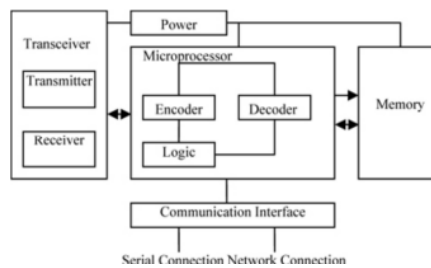 Power
Transceiver
Microprocessor
Transmitter
Encoder
Decoder
Memory
Receiver
Logic
Communication Interface
Serial Connection Network Connection